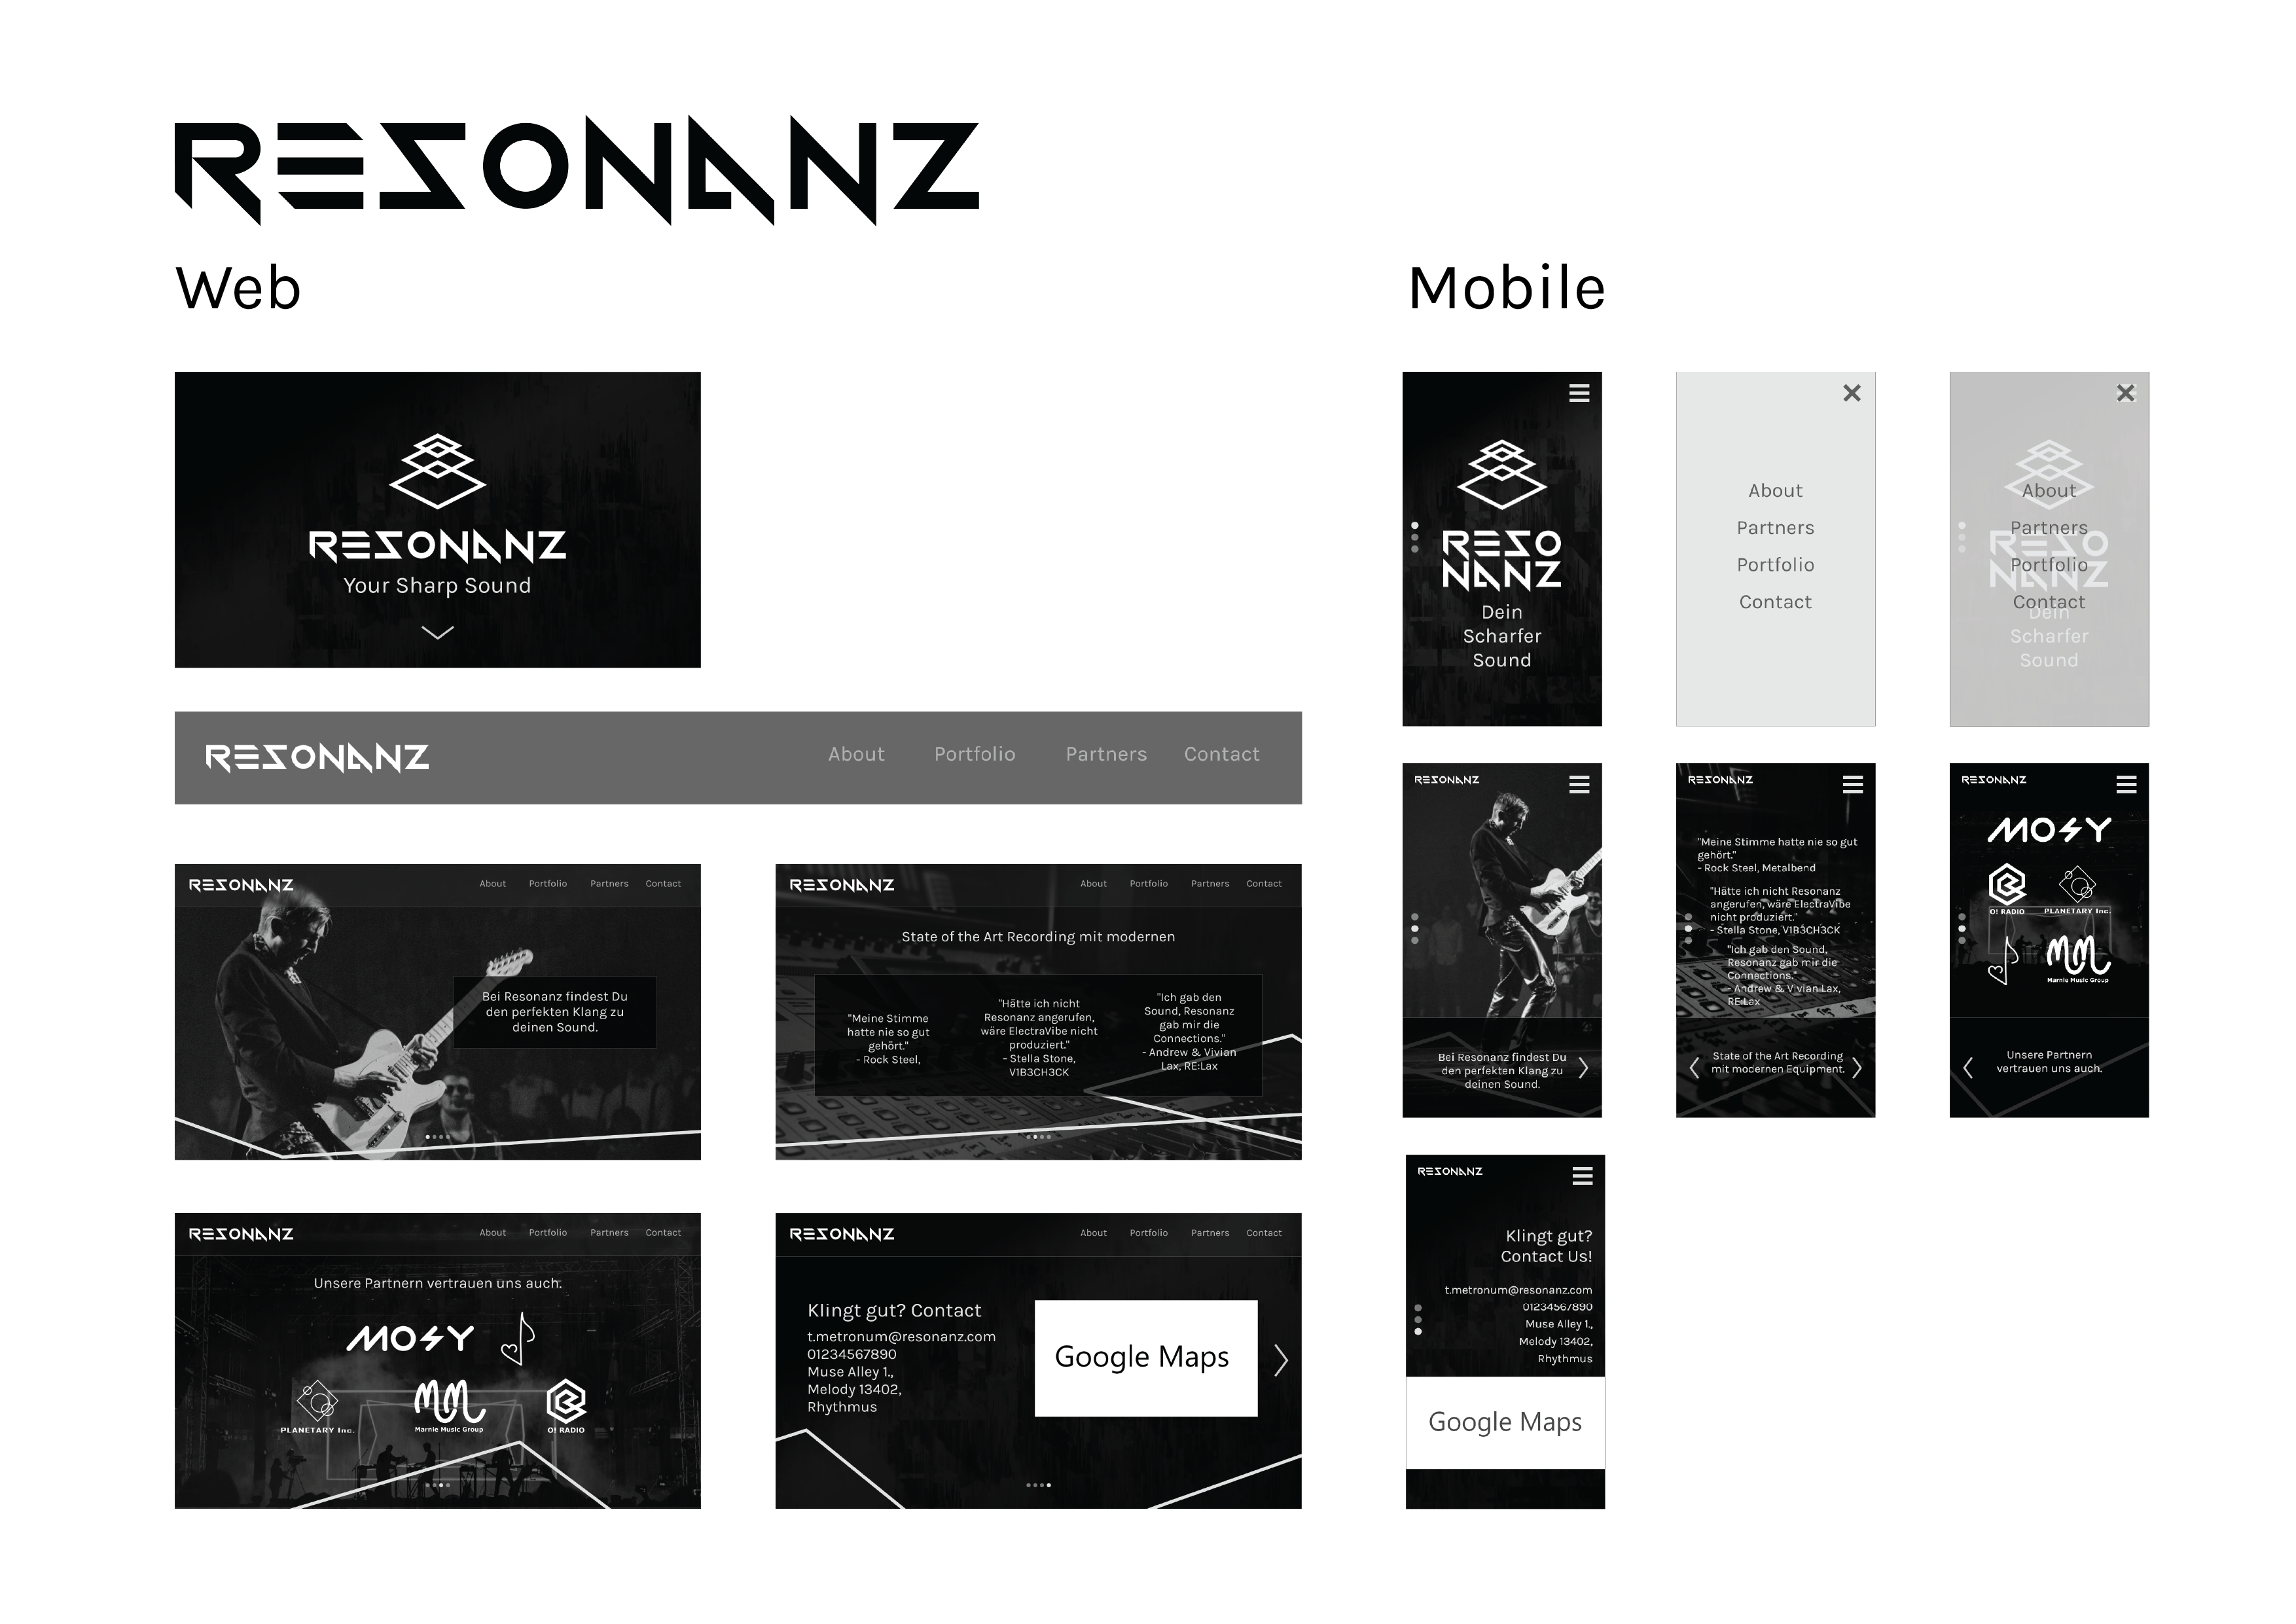 RESONANZ
Web
RESONANZ
Your Sharp Sound
RESONANZ
About Portfolio Partners Contact
RESONANZ
About Portfolio Partners Contact
Bei Resonanz findest Du
den perfekten Klang zu
deinen Sound.
RESONANZ
About Portfolio Partners Contact
State of the Art Recording mit modernen
"Meine Stimme
hatte nie so gut
gehört."
- Rock Steel,
"Hätte ich nicht
Resonanz angerufen,
wäre ElectraVibe nicht
produziert."
- Stella Stone,
V1B3CH3CK
"Ich gab den
Sound, Resonanz
gab mir die
Connections."
- Andrew & Vivian
Lax, RE:Lax
RESONANZ
About Portfolio Partners Contact
Unsere Partnern vertrauen uns auch.
MOSY
PLANETARY Inc.
Marnie Music Group
O! RADIO
RESONANZ
About Portfolio Partners Contact
Klingt gut? Contact
t.metronum@resonanz.com
01234567890
Muse Alley 1.,
Melody 13402,
Rhythmus
Google Maps
Mobile
RESO
NANZ
Dein
Scharfer
Sound
About
Partners
Portfolio
Contact
About
Partners
RESO
Portfolio
NANZ
Contact
Dein
Scharfer
Sound
RESONANZ
Bei Resonanz findest Du
den perfekten Klang zu
deinen Sound.
RESONANZ
"Meine Stimme hatte nie so gut
gehört."
- Rock Steel, Metalbend
"Hätte ich nicht Resonanz
angerufen, wäre ElectraVibe
nicht produziert."
- Stella Stone, V1B3CH3CK
"Ich gab den Sound,
Resonanz gab mir die
Connections."
- Andrew & Vivian Lax,
RE:Lax
State of the Art Recording
mit modernen Equipment.
RESONANZ
MOSY
O! RADIO
PLANETARY Inc.
Marnie Music Group
Unsere Partnern
vertrauen uns auch.
RESONANZ
Klingt gut?
Contact Us!
t.metronum@resonanz.com
01234567890
Muse Alley 1.,
Melody 13402,
Rhythmus
Google Maps